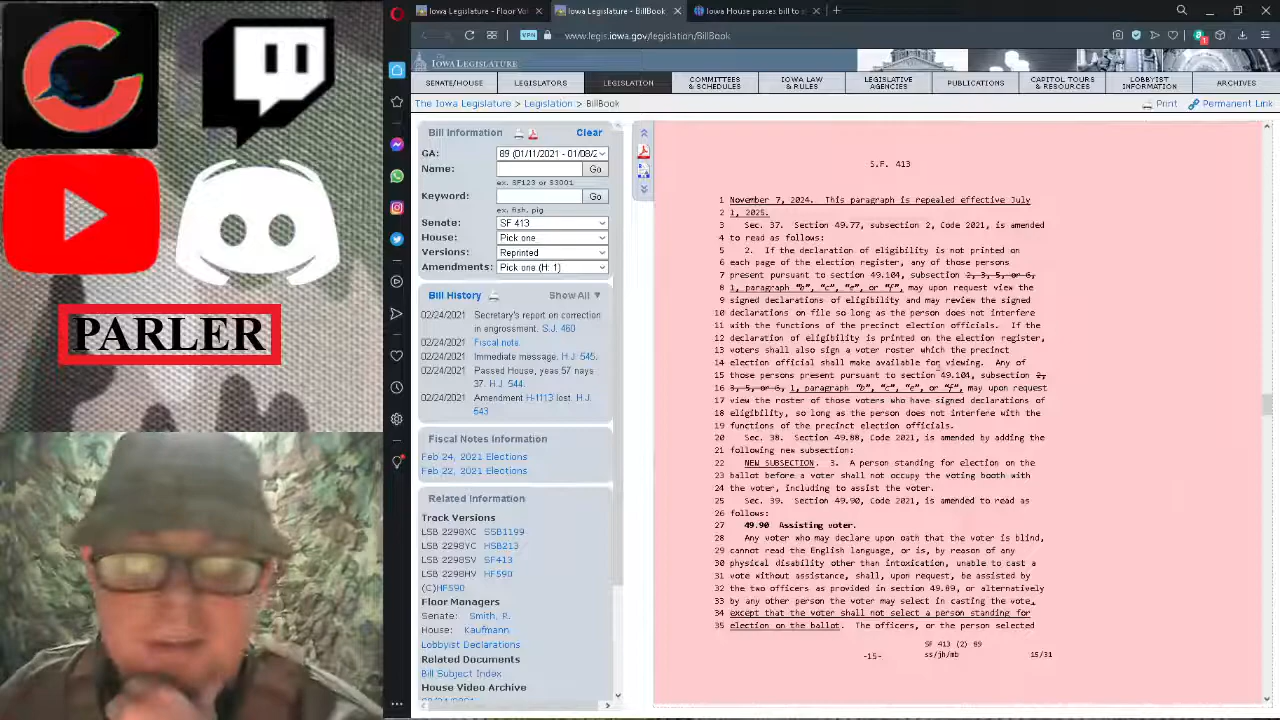 PARLER
Iowa Legislature - Floor Vo
Iowa Legislature - BillBook
Iowa House passes bill to
VPN
www.legis.iowa.gov/legislation/BillBook
IOWA LEGISLATURE
SENATE/HOUSE
LEGISLATORS
LEGISLATION
COMMITTEES & SCHEDULES
IOWA LAW & RULES
LEGISLATIVE AGENCIES
PUBLICATIONS
CAPITOL TOURS & RESOURCES
LOBBYIST INFORMATION
ARCHIVES
The Iowa Legislature > Legislation > BillBook
Print
Permanent Link
Bill Information
Clear
GA:
89 (01/11/2021 - 01/08/2
Name:
Go
ex. SF123 or 33001
Keyword:
Go
ex. fish, pig
Senate: SF 413
House: Pick one
Versions: Reprinted
Amendments: Pick one (H: 1)
Bill History
Show All ▼
02/24/2021 Secretary's report on correction
in engrossment. S.J. 460
02/24/2021 Fiscal note.
02/24/2021 Immediate message. H.J. 545.
02/24/2021 Passed House, yeas 57 nays
37. H.J. 544.
02/24/2021 Amendment H-1113 lost. H.J.
543
Fiscal Notes Information
Feb 24, 2021 Elections
Feb 22, 2021 Elections
Related Information
Track Versions
LSB 2298XC SSB1199
LSB 2298YC HSB213
LSB 2298SV SF413
LSB 2298HV HF590
(C)HF590
Floor Managers
Senate: Smith, R.
House: Kaufmann
Lobbyist Declarations
Related Documents
Bill Subject Index
House Video Archive
S.F. 413
1 November 7, 2024. This paragraph is repealed effective July
2 1, 2025.
3 Sec. 37. Section 49.77, subsection 2, Code 2021, is amended
4 to read as follows:
5 2. If the declaration of eligibility is not printed on
6 each page of the election register, any of those persons
7 present pursuant to section 49.104, subsection 2, 3, 5, or 6,
8 1, paragraph “b”, “c”, “e”, or “f”, may upon request view the
9 signed declarations of eligibility and may review the signed
10 declarations on file so long as the person does not interfere
11 with the functions of the precinct election officials. If the
12 declaration of eligibility is printed on the election register,
13 voters shall also sign a voter roster which the precinct
14 election official shall make available for viewing. Any of
15 those persons present pursuant to section 49.104, subsection 2,
16 3, 5, or 6, 1, paragraph “b”, “c”, “e”, or “f”, may upon request
17 view the roster of those voters who have signed declarations of
18 eligibility, so long as the person does not interfere with the
19 functions of the precinct election officials.
20 Sec. 38. Section 49.88, Code 2021, is amended by adding the
21 following new subsection:
22 NEW SUBSECTION. 3. A person standing for election on the
23 ballot before a voter shall not occupy the voting booth with
24 the voter, including to assist the voter.
25 Sec. 39. Section 49.90, Code 2021, is amended to read as
26 follows:
27 49.90 Assisting voter.
28 Any voter who may declare upon oath that the voter is blind,
29 cannot read the English language, or is, by reason of any
30 physical disability other than intoxication, unable to cast a
31 vote without assistance, shall, upon request, be assisted by
32 the two officers as provided in section 49.89, or alternatively
33 by any other person the voter may select in casting the vote,
34 except that the voter shall not select a person standing for
35 election on the ballot. The officers, or the person selected
SF 413 (2) 89
-15- ss/jh/mb 15/31